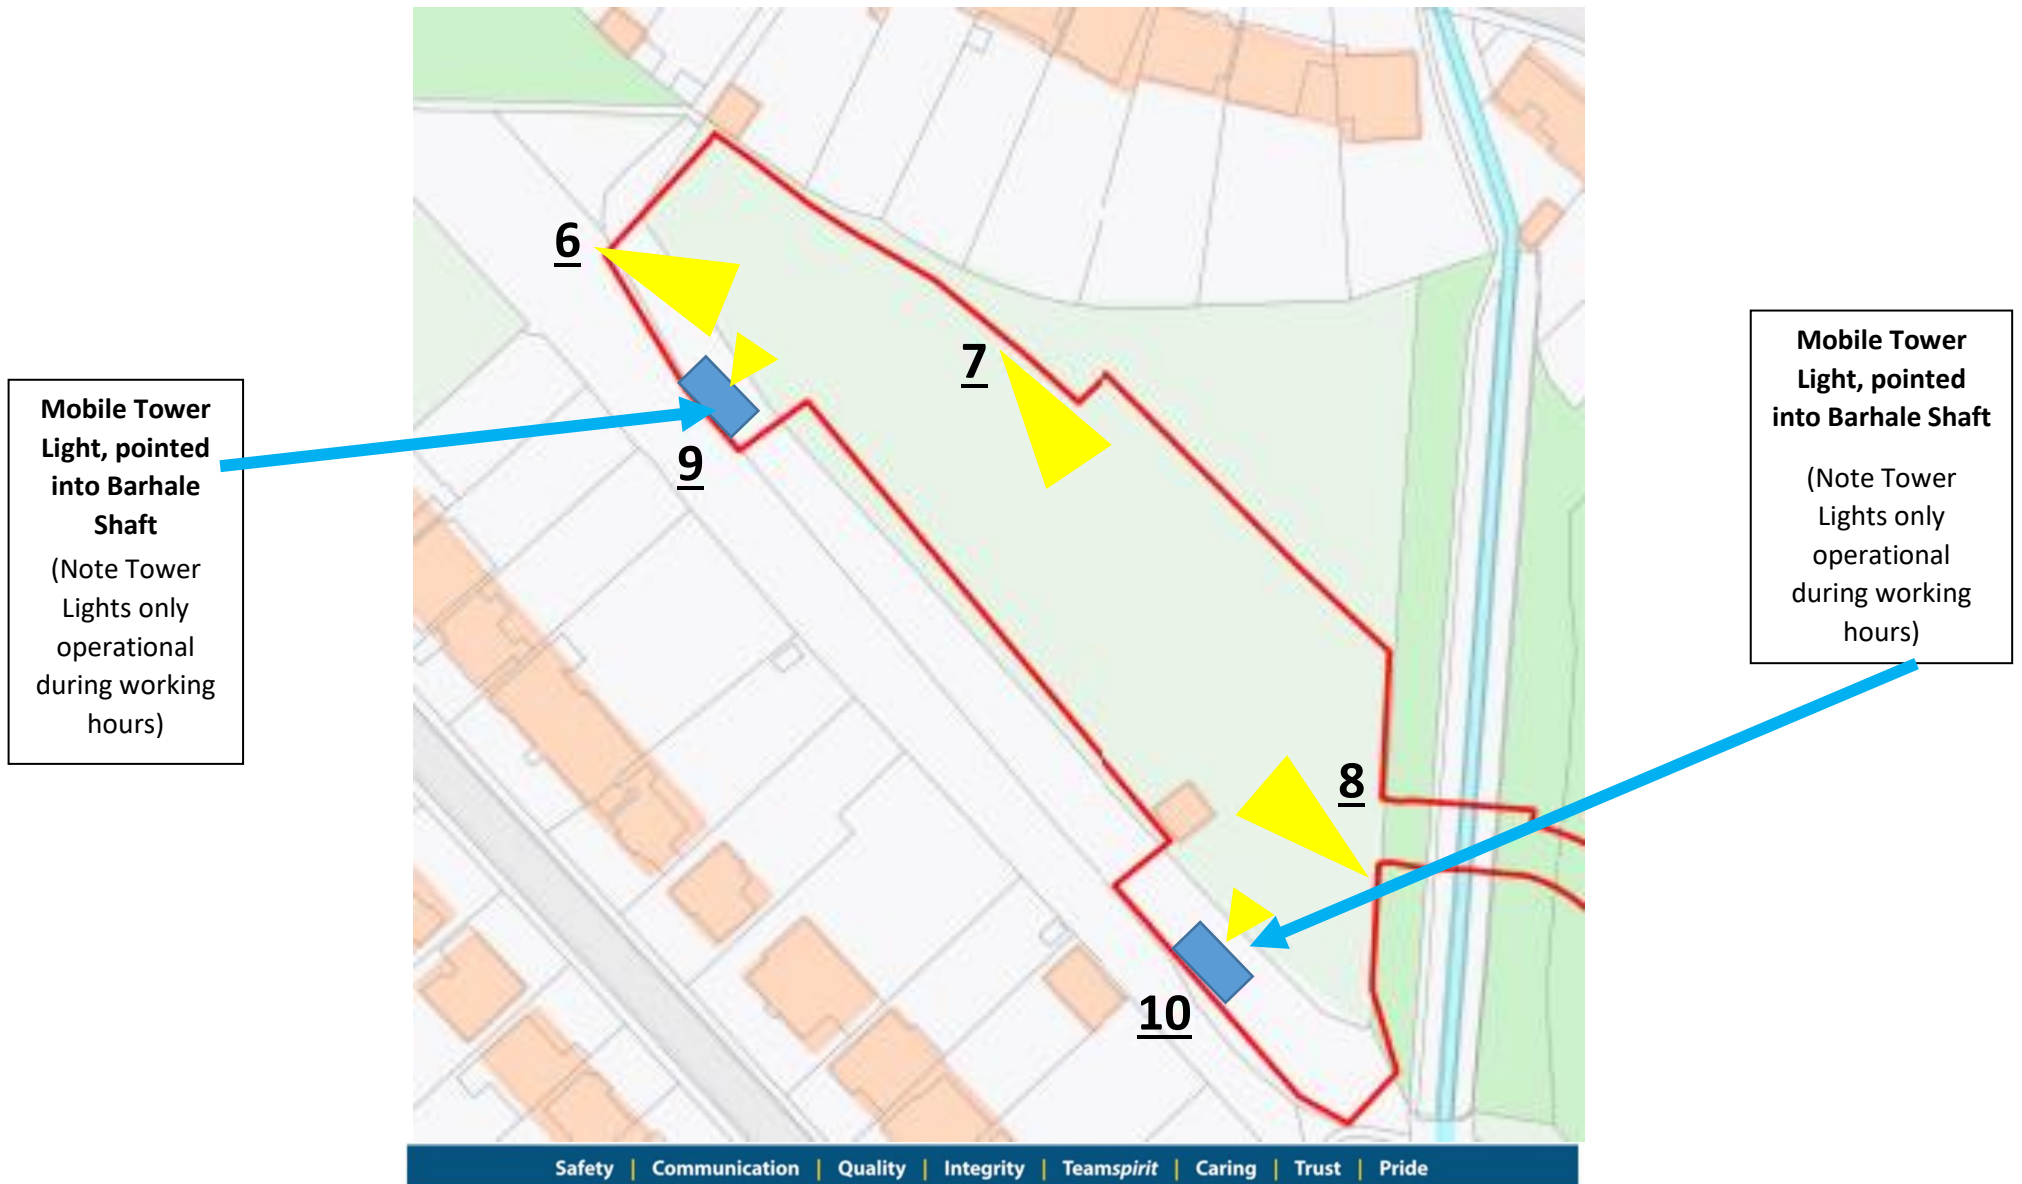 6
7
8
9
10
Mobile Tower
Light, pointed
into Barhale
Shaft
(Note Tower
Lights only
operational
during working
hours)
Mobile Tower
Light, pointed
into Barhale Shaft
(Note Tower
Lights only
operational
during working
hours)
Safety | Communication | Quality | Integrity | Teamspirit | Caring | Trust | Pride